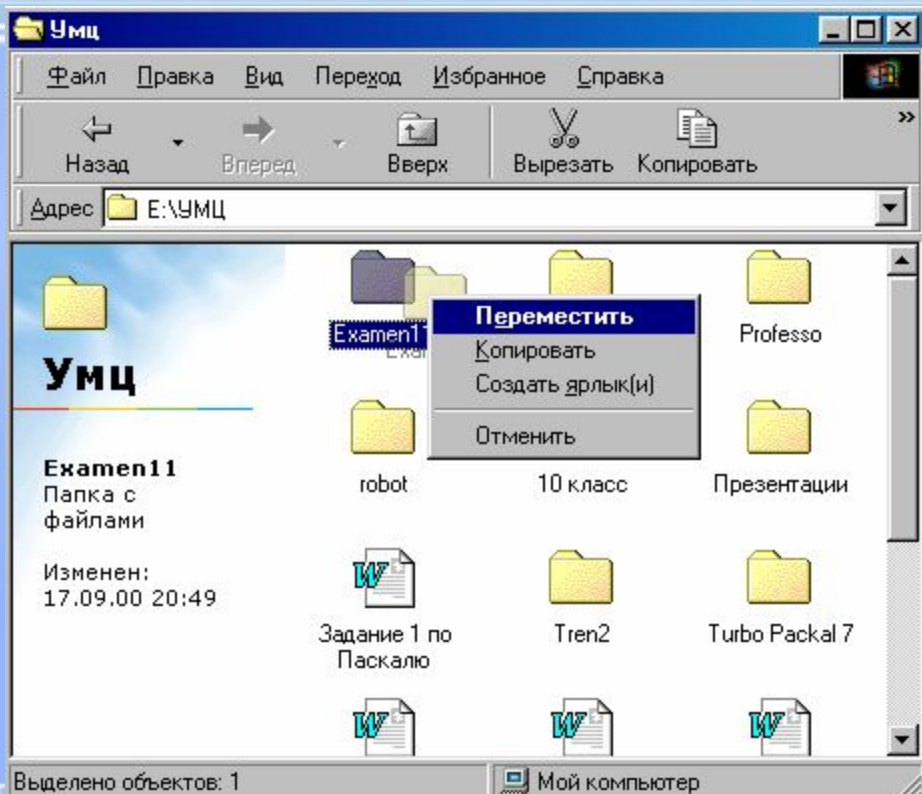 Умц
Файл Правка Вид Переход Избранное Справка
Назад Вперед Вверх Вырезать Копировать »
Адрес E:\УМЦ
Умц
Examen11
Папка с
файлами
Изменен:
17.09.00 20:49
Examen11
Professo
Переместить
Копировать
Создать ярлык(и)
Отменить
robot 10 класс Презентации
Задание 1 по
Паскалю
Tren2 Turbo Packal 7
Выделено объектов: 1 Мой компьютер